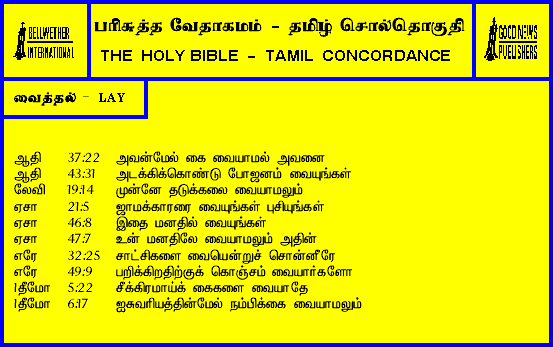 BELLWETHER
INTERNATIONAL
பரிசுத்த வேதாகமம் - தமிழ் சொல்தொகுதி
THE HOLY BIBLE - TAMIL CONCORDANCE
GOOD NEWS
PUBLISHERS
வைத்தல் - LAY
ஆதி 37:22 அவன்மேல் கை வையாமல் அவனை
ஆதி 43:31 அடக்கிக்கொண்டு போஜனம் வையுங்கள்
லேவி 19:14 முன்னே தடுக்கலை வையாமலும்
ஏசா 21:5 ஜாமக்காரரை வையுங்கள் புசியுங்கள்
ஏசா 46:8 இதை மனதில் வையுங்கள்
ஏசா 47:7 உன் மனதிலே வையாமலும் அதின்
எரே 32:25 சாட்சிகளை வையென்றுச் சொன்னீரே
எரே 49:9 பறிக்கிறதிற்குக் கொஞ்சம் வையார்களோ
1தீமோ 5:22 சீக்கிரமாய்க் கைகளை வையாதே
1தீமோ 6:17 ஐசுவரியத்தின்மேல் நம்பிக்கை வையாமலும்